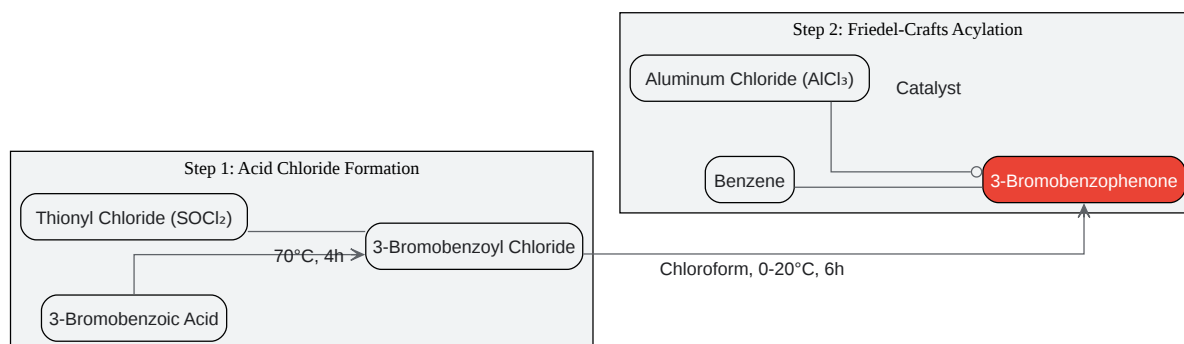 Step 2: Friedel-Crafts Acylation
Aluminum Chloride (AlCl₃)
Catalyst
Benzene
3-Bromobenzophenone
Step 1: Acid Chloride Formation
Thionyl Chloride (SOCl₂)
70°C, 4h
3-Bromobenzoyl Chloride
3-Bromobenzoic Acid
Chloroform, 0-20°C, 6h